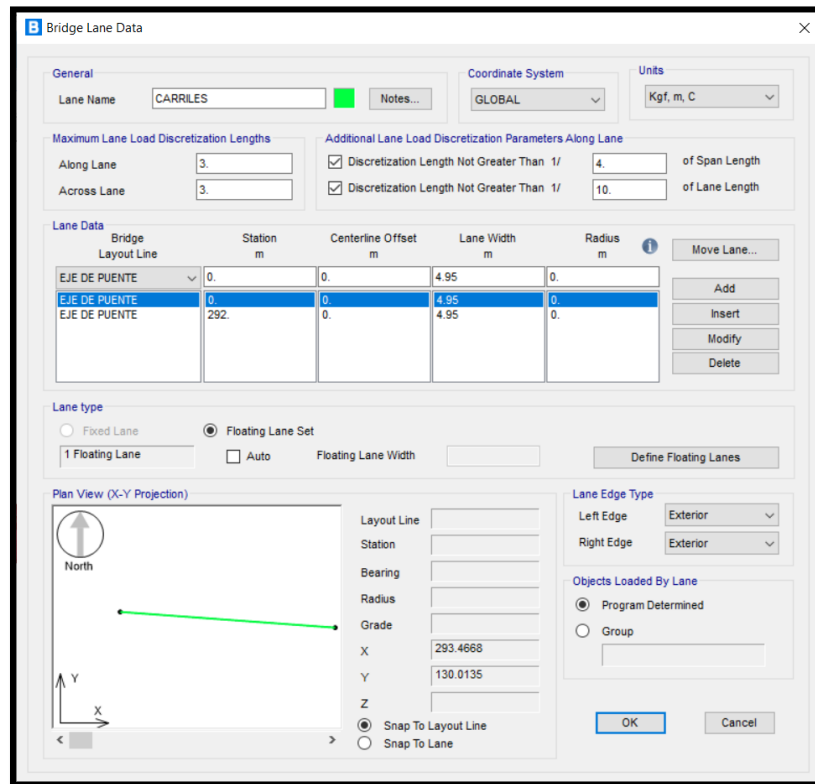 B Bridge Lane Data
General
Coordinate System
Units
Lane Name CARRILES Notes... GLOBAL Kgf, m, C
Maximum Lane Load Discretization Lengths
Additional Lane Load Discretization Parameters Along Lane
Along Lane 3. Discretization Length Not Greater Than 1/ 4. of Span Length
Across Lane 3. Discretization Length Not Greater Than 1/ 10. of Lane Length
Lane Data
Bridge Station Centerline Offset Lane Width Radius
Layout Line m m m m
Move Lane...
EJE DE PUENTE 0. 0. 4.95 0.
EJE DE PUENTE 0. 0. 4.95 0.
EJE DE PUENTE 292. 0. 4.95 0.
Add
Insert
Modify
Delete
Lane type
Fixed Lane Floating Lane Set
1 Floating Lane Auto Floating Lane Width Define Floating Lanes
Plan View (X-Y Projection)
North
Y
X
< >
Layout Line
Station
Bearing
Radius
Grade
X 293.4668
Y 130.0135
Z
Snap To Layout Line
Snap To Lane
Lane Edge Type
Left Edge Exterior
Right Edge Exterior
Objects Loaded By Lane
Program Determined
Group
OK Cancel